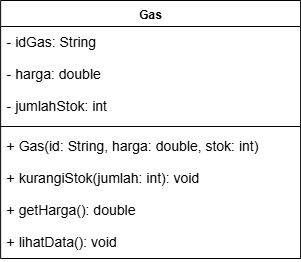 Gas
- idGas: String
- harga: double
- jumlahStok: int
+ Gas(id: String, harga: double, stok: int)
+ kurangiStok(jumlah: int): void
+ getHarga(): double
+ lihatData(): void